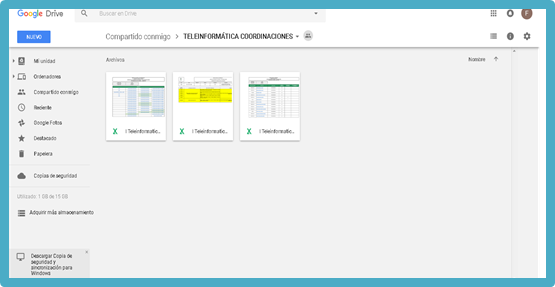 Google Drive
Buscar en Drive
NUEVO
Compartido conmigo > TELEINFORMÁTICA COORDINACIONES
Archivos
Nombre
Mi unidad
Ordenadores
Compartido conmigo
Reciente
Google Fotos
Destacado
Papelera
Copias de seguridad
Utilizado: 1 GB de 15 GB
Adquirir más almacenamiento
I Teleinformátic...
I Teleinformátic...
I Teleinformátic...
Descargar Copia de
seguridad y
sincronización para
Windows
F